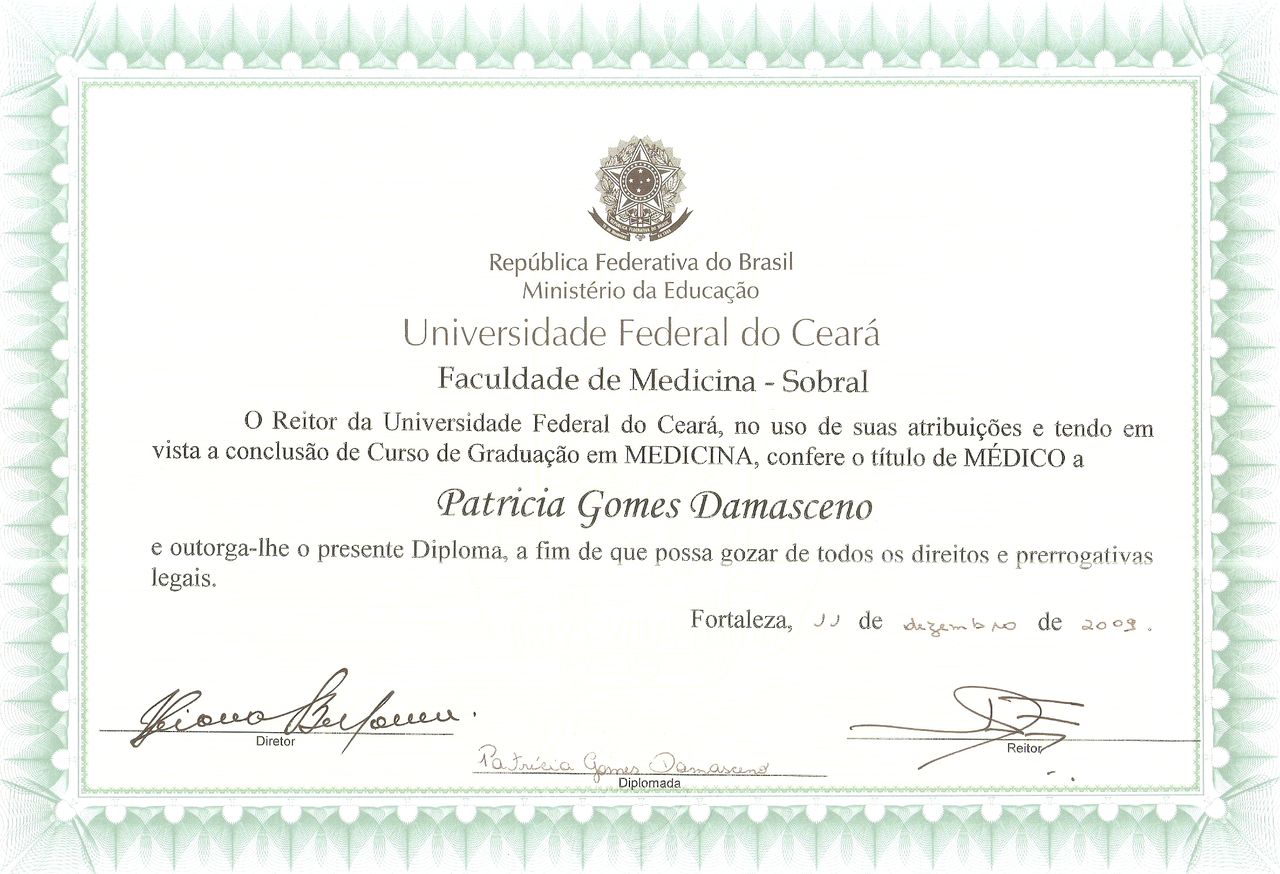 República Federativa do Brasil
Ministério da Educação
Universidade Federal do Ceará
Faculdade de Medicina - Sobral
O Reitor da Universidade Federal do Ceará, no uso de suas atribuições e tendo em
vista a conclusão de Curso de Graduação em MEDICINA, confere o título de MÉDICO a
Patricia Gomes Damasceno
e outorga-lhe o presente Diploma, a fim de que possa gozar de todos os direitos e prerrogativas
legais.
Fortaleza, 11 de dezembro de 2009.
Diretor
Reitor
Patrícia Gomes Damasceno
Diplomada